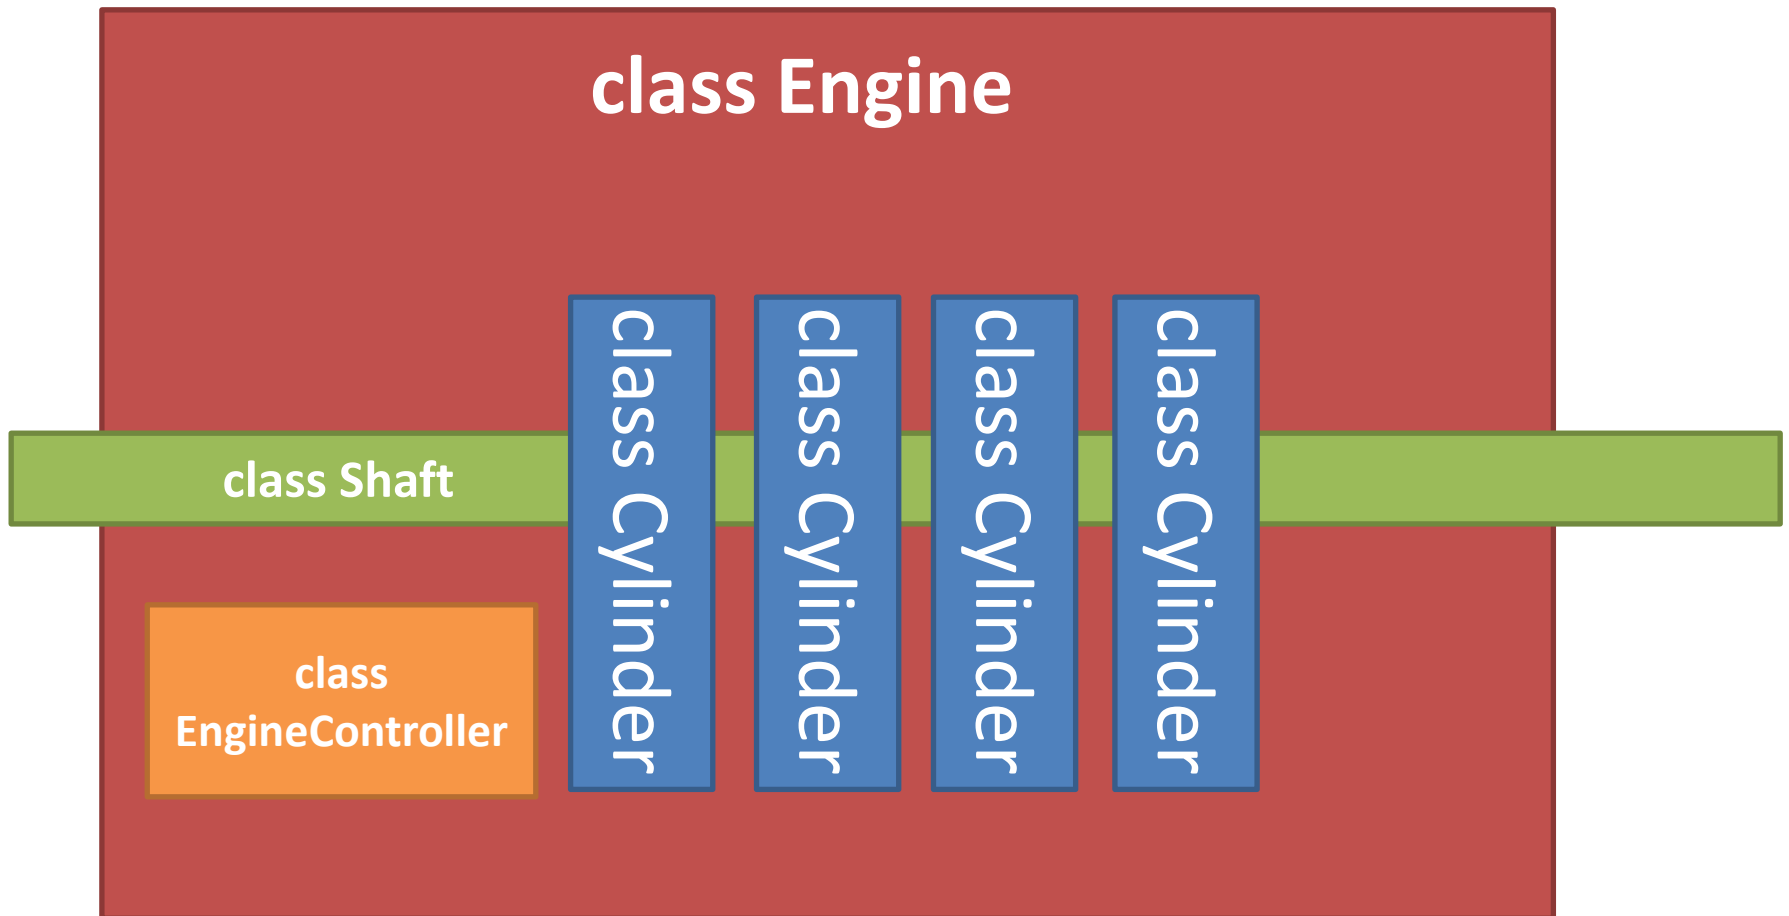 class Engine
class Cylinder
class Cylinder
class Cylinder
class Cylinder
class Shaft
class
EngineController